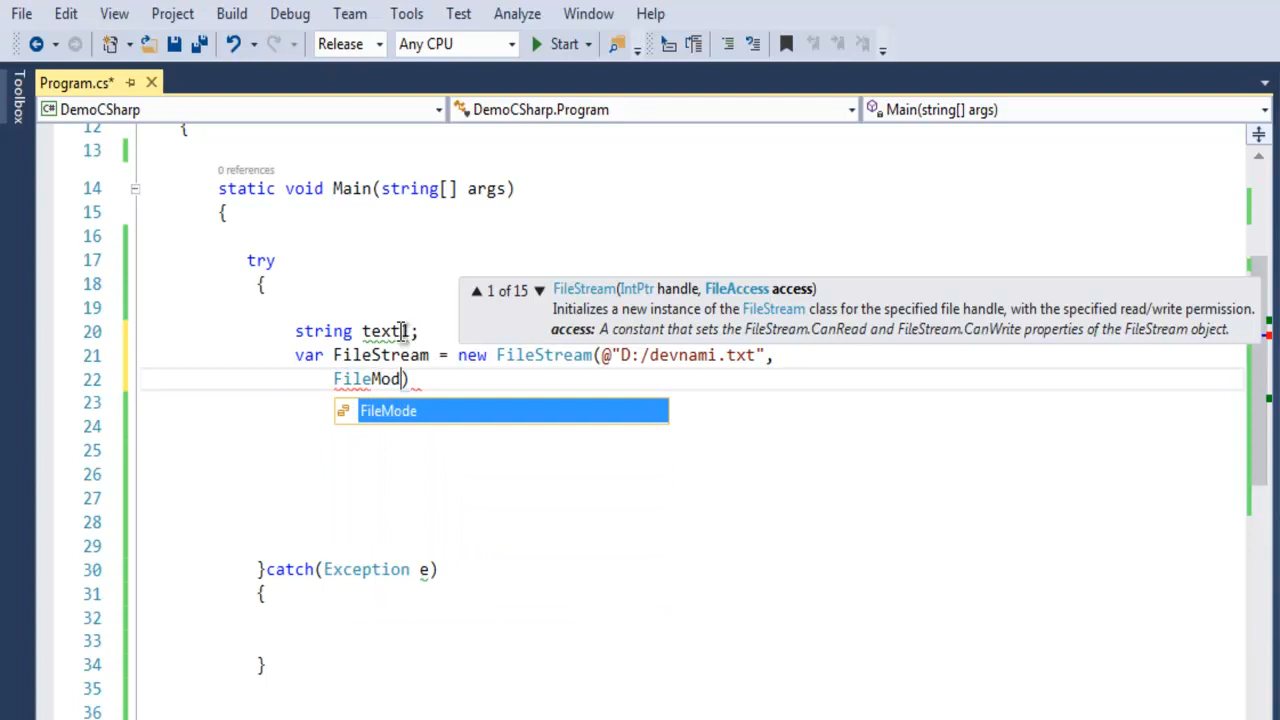 File Edit View Project Build Debug Team Tools Test Analyze Window Help
Release Any CPU Start
Toolbox
Program.cs*
DemoCSharp DemoCSharp.Program Main(string[] args)
12 {
13
0 references
14 static void Main(string[] args)
15 {
16
17 try
18 {
19
20 string text1;
21 var FileStream = new FileStream(@"D:/devnami.txt",
22 FileMod)
23
24
25
26
27
28
29
30 }catch(Exception e)
31 {
32
33
34 }
35
36
1 of 15 FileStream(IntPtr handle, FileAccess access)
Initializes a new instance of the FileStream class for the specified file handle, with the specified read/write permission.
access: A constant that sets the FileStream.CanRead and FileStream.CanWrite properties of the FileStream object.
FileMode